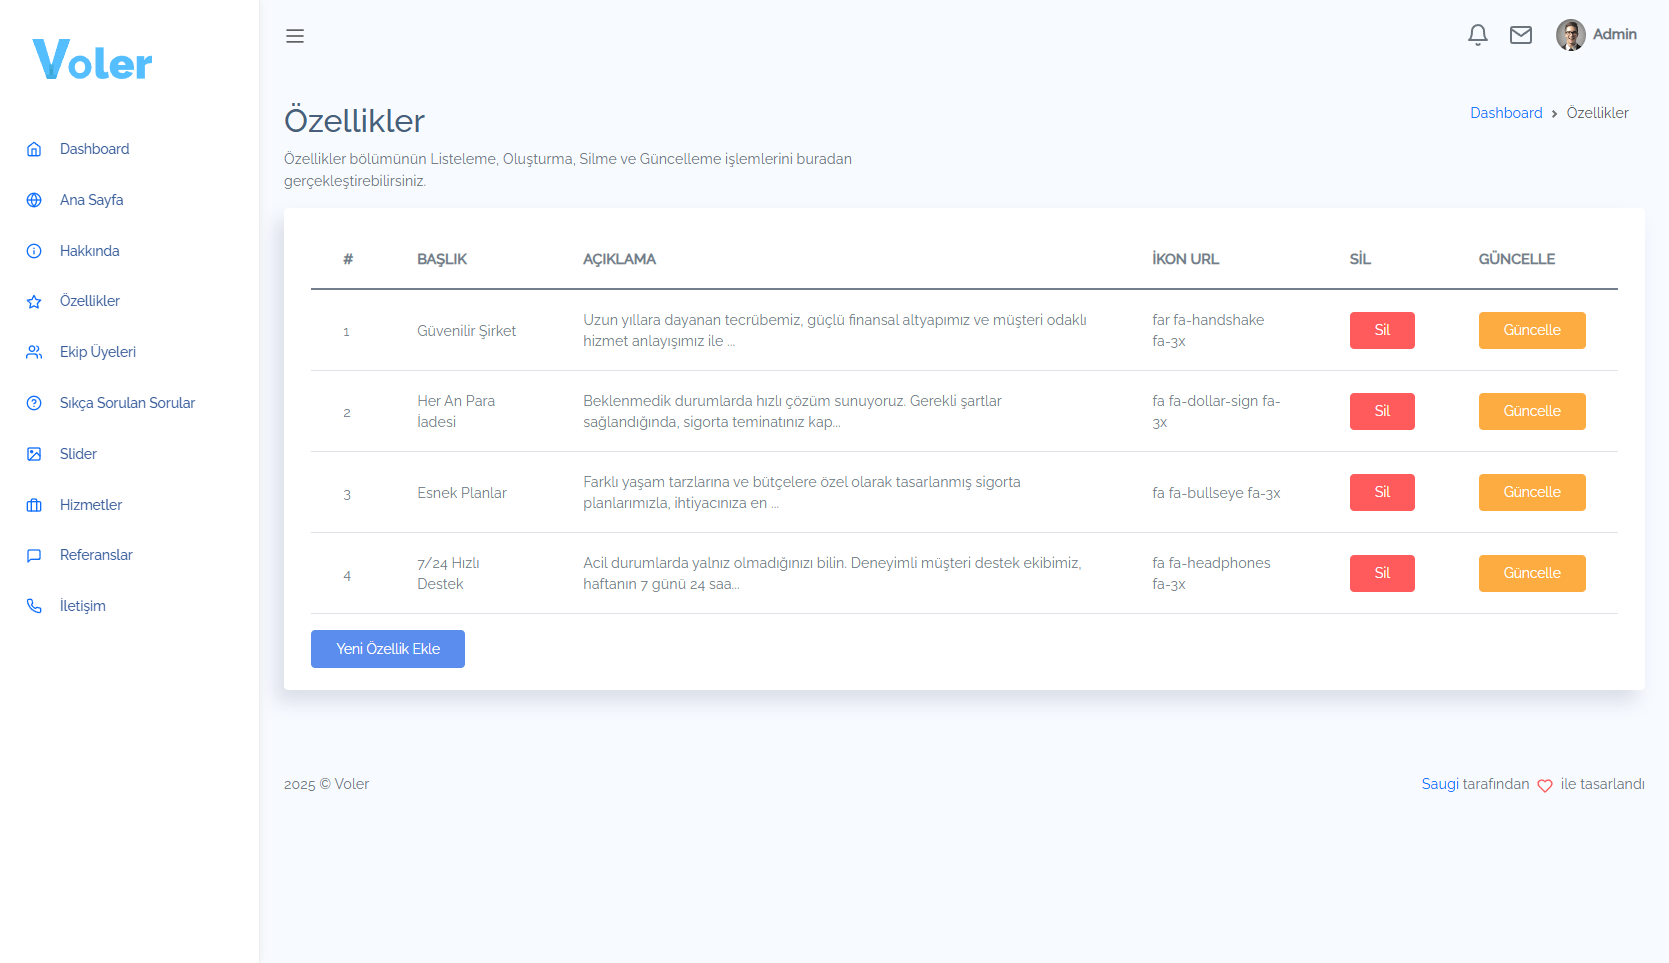 Voler
Admin
Dashboard
Ana Sayfa
Hakkında
Özellikler
Ekip Üyeleri
Sıkça Sorulan Sorular
Slider
Hizmetler
Referanslar
İletişim
Özellikler
Dashboard > Özellikler
Özellikler bölümünün Listeleme, Oluşturma, Silme ve Güncelleme işlemlerini buradan
gerçekleştirebilirsiniz.
# BAŞLIK AÇIKLAMA İKON URL SİL GÜNCELLE
1 Güvenilir Şirket
Uzun yıllara dayanan tecrübemiz, güçlü finansal altyapımız ve müşteri odaklı
hizmet anlayışımız ile ...
far fa-handshake
fa-3x
Sil Güncelle
2
Her An Para
İadesi
Beklenmedik durumlarda hızlı çözüm sunuyoruz. Gerekli şartlar
sağlandığında, sigorta teminatınız kap...
fa fa-dollar-sign fa-
3x
Sil Güncelle
3 Esnek Planlar
Farklı yaşam tarzlarına ve bütçelere özel olarak tasarlanmış sigorta
planlarımızla, ihtiyacınıza en ...
fa fa-bullseye fa-3x
Sil Güncelle
4
7/24 Hızlı
Destek
Acil durumlarda yalnız olmadığınızı bilin. Deneyimli müşteri destek ekibimiz,
haftanın 7 günü 24 saa...
fa fa-headphones
fa-3x
Sil Güncelle
Yeni Özellik Ekle
2025 © Voler
Saugi tarafından ile tasarlandı